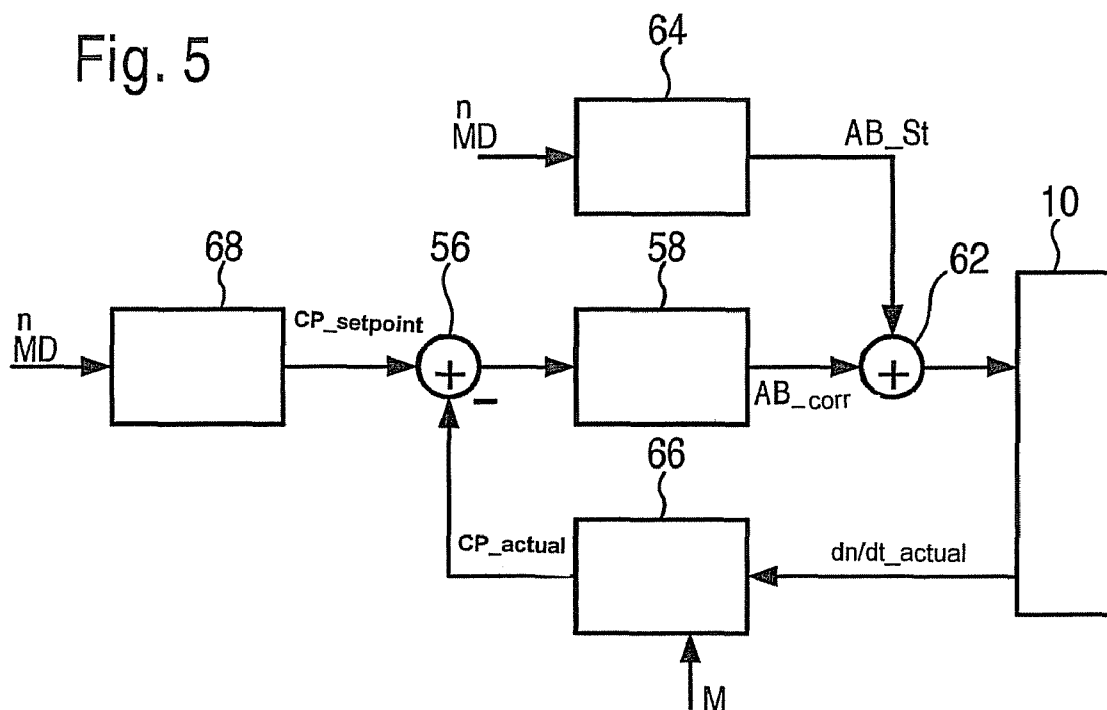 Fig. 5
64
n
MD
AB_St
10
68
56
58
62
n
MD
CP_setpoint
+
+
−
AB_corr
66
CP_actual
dn/dt_actual
M